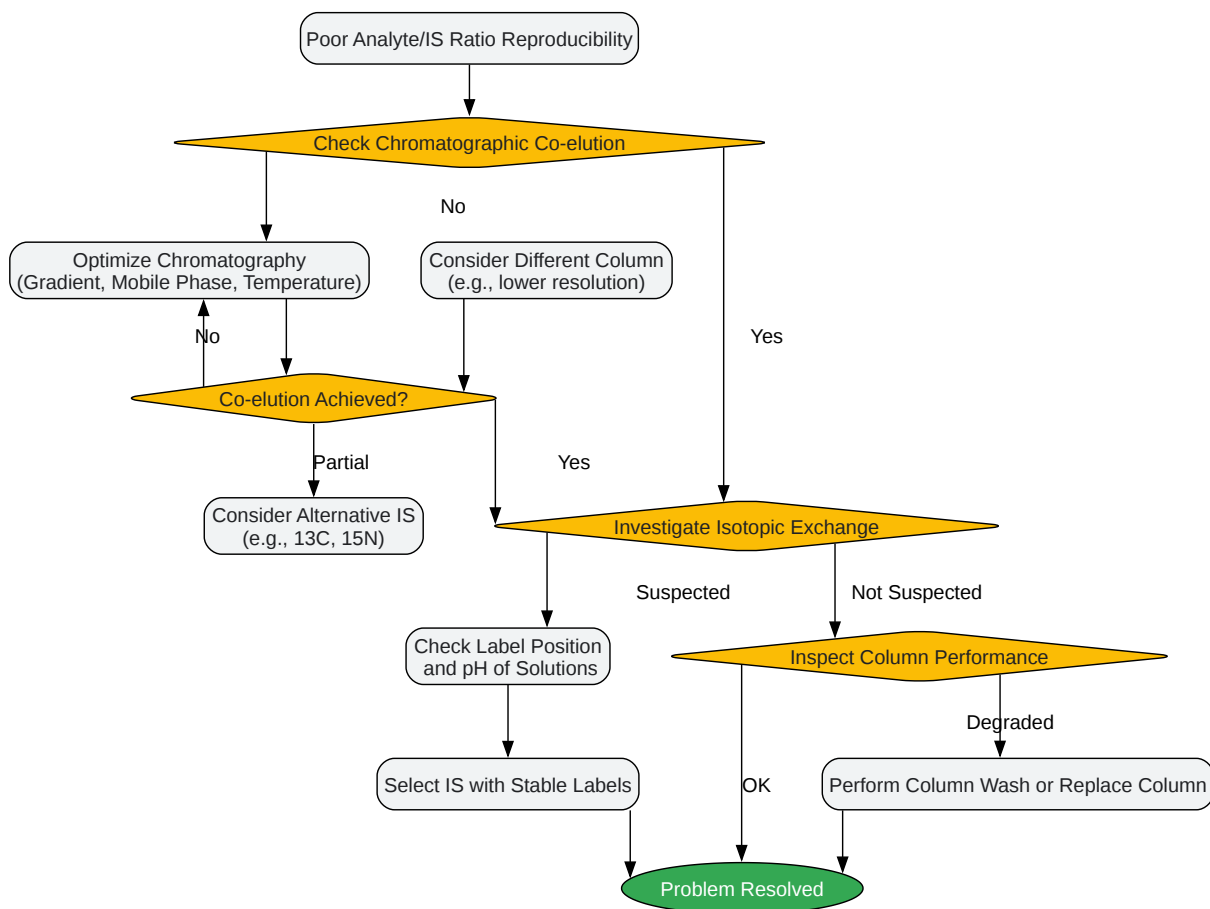 Poor Analyte/IS Ratio Reproducibility
Check Chromatographic Co-elution
No
Optimize Chromatography
(Gradient, Mobile Phase, Temperature)
Consider Different Column
(e.g., lower resolution)
No
Yes
Co-elution Achieved?
Partial
Yes
Consider Alternative IS
(e.g., 13C, 15N)
Investigate Isotopic Exchange
Suspected
Not Suspected
Check Label Position
and pH of Solutions
Inspect Column Performance
Degraded
Select IS with Stable Labels
OK
Perform Column Wash or Replace Column
Problem Resolved